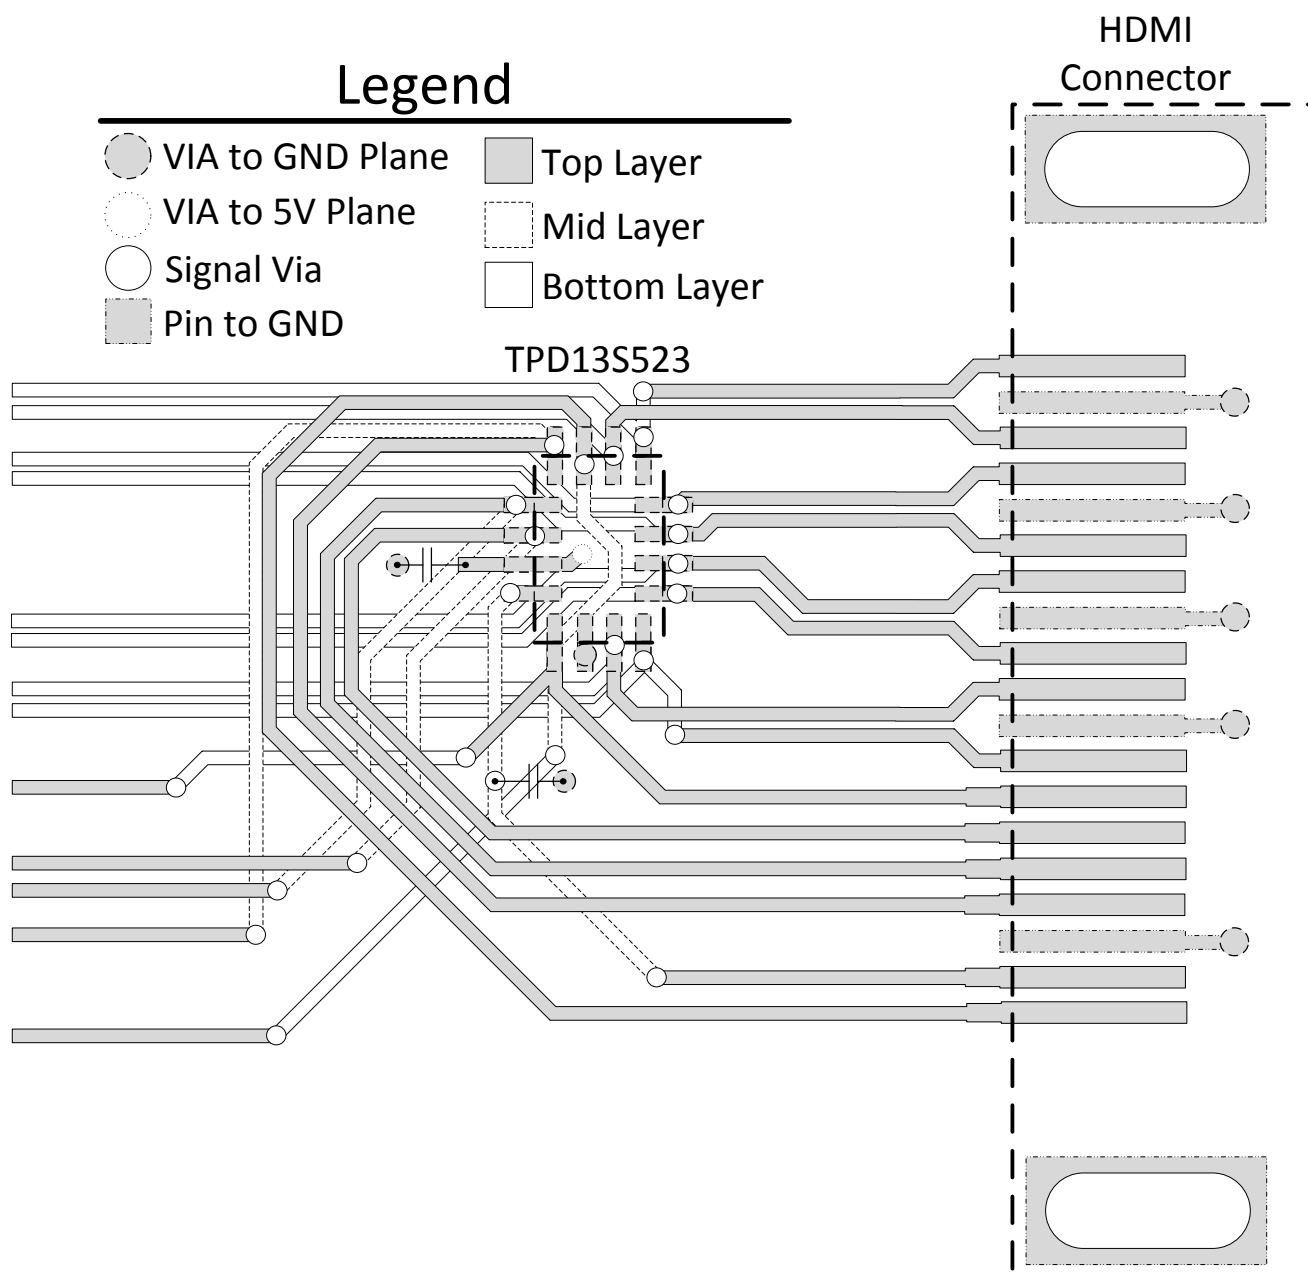 HDMI
Connector
Legend
VIA to GND Plane
Top Layer
VIA to 5V Plane
Mid Layer
Signal Via
Bottom Layer
Pin to GND
TPD13S523